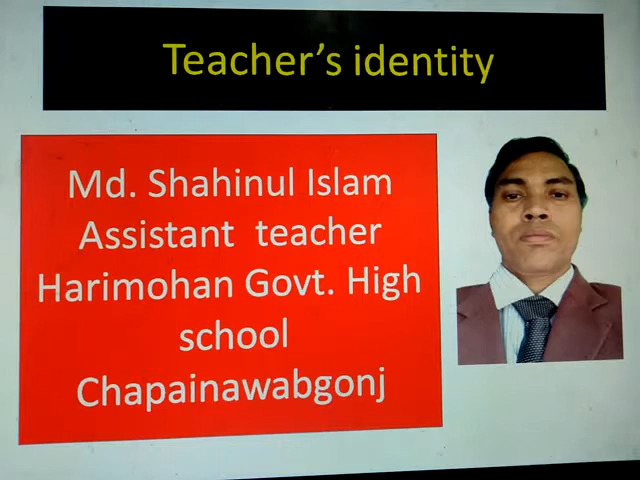 Teacher's identity
Md. Shahinul Islam
Assistant teacher
Harimohan Govt. High
school
Chapainawabgonj